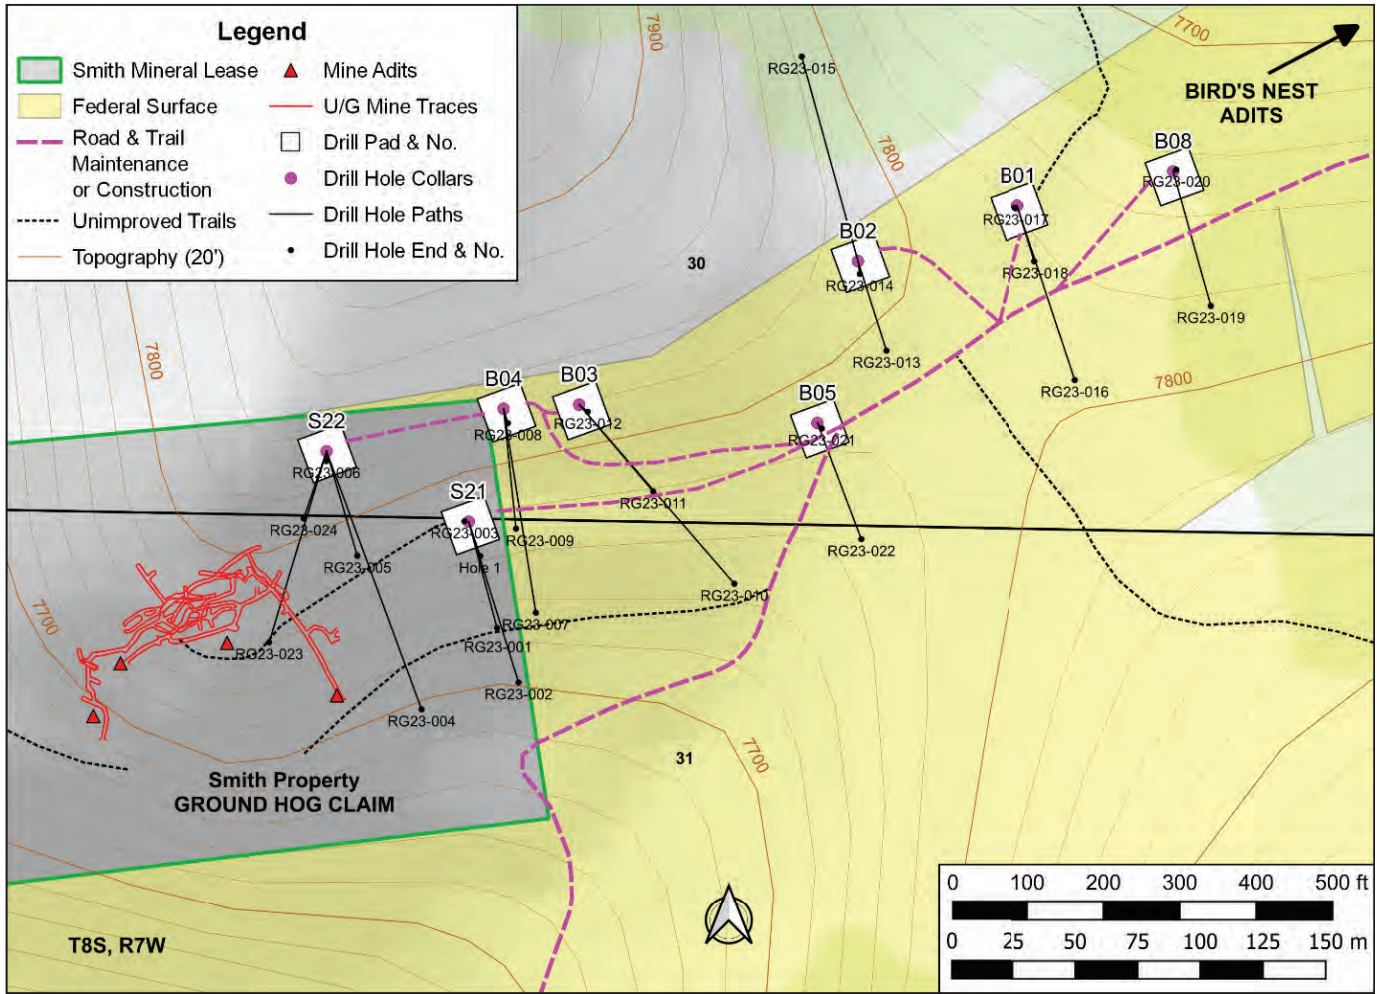 Legend
Smith Mineral Lease
Federal Surface
Road & Trail
Maintenance
or Construction
Unimproved Trails
Topography (20')
Mine Adits
U/G Mine Traces
Drill Pad & No.
Drill Hole Collars
Drill Hole Paths
Drill Hole End & No.
7900
7700
BIRD'S NEST
ADITS
RG23-015
7800
B08
RG23-020
B01
RG23-017
B02
RG23-014
RG23-018
30
RG23-019
RG23-013
7800
RG23-016
7800
B04
B03
B05
S22
RG23-008
RG23-012
RG23-021
RG23-006
S21
RG23-011
RG23-024
RG23-003
RG23-009
RG23-022
RG23-005
Hole 1
RG23-010
7700
RG23-007
RG23-023
RG23-001
RG23-002
RG23-004
7700
31
Smith Property
GROUND HOG CLAIM
T8S, R7W
0 100 200 300 400 500 ft
0 25 50 75 100 125 150 m